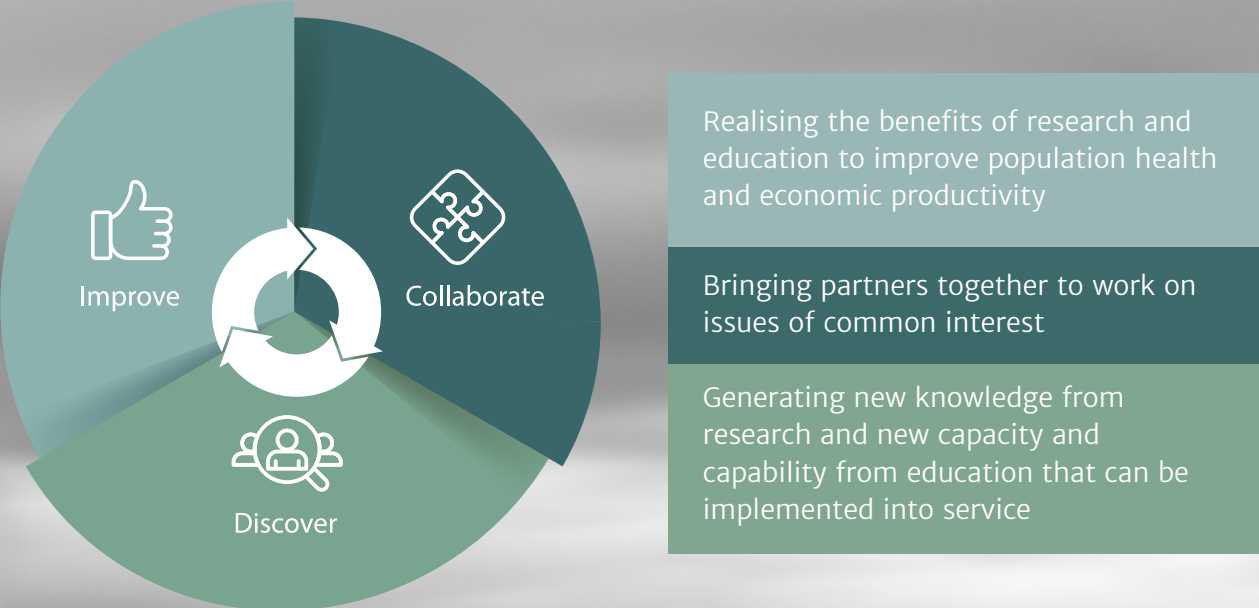 Improve
Collaborate
Discover
Realising the benefits of research and
education to improve population health
and economic productivity
Bringing partners together to work on
issues of common interest
Generating new knowledge from
research and new capacity and
capability from education that can be
implemented into service